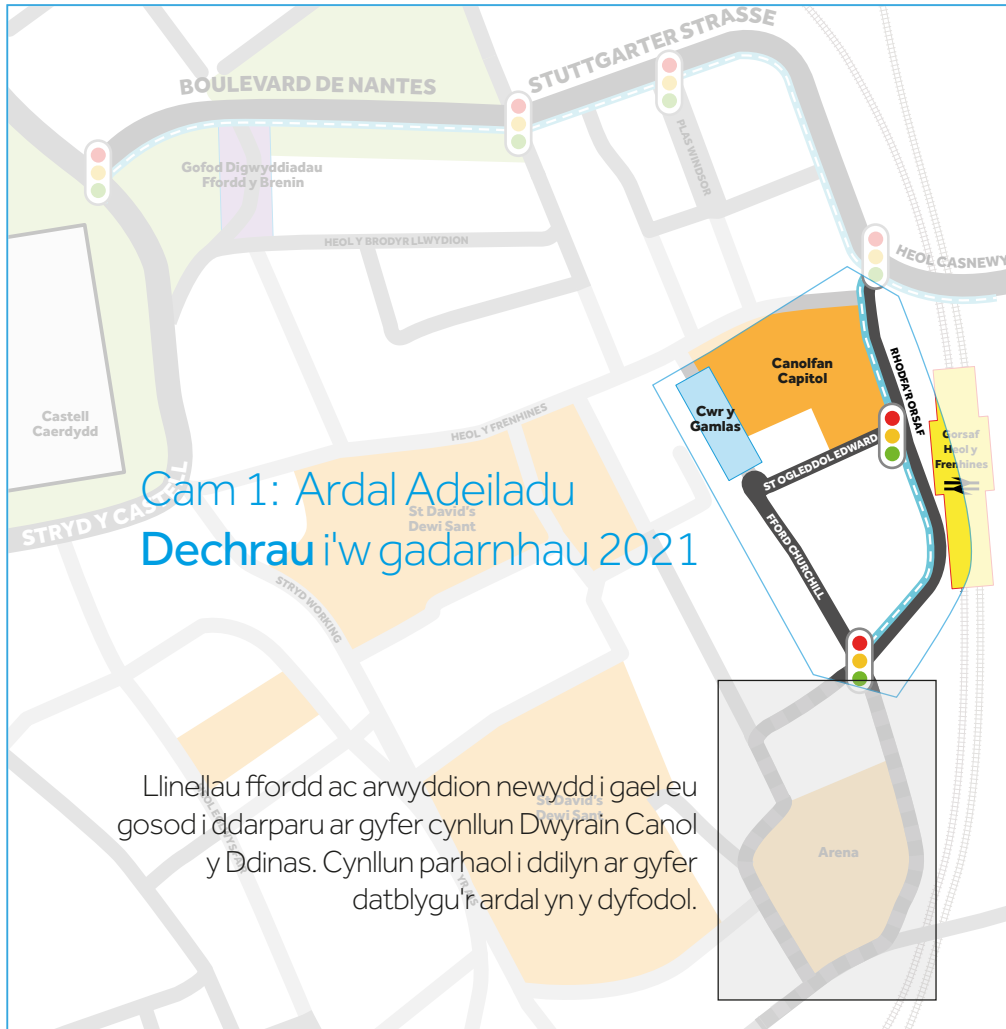 STUTTGARTER STRASSE
BOULEVARD DE NANTES
PLAS WINDSOR
Gofod Digwyddiadau
Ffordd y Brenin
HEOL Y BRODYR LLWYDION
HEOL CASNEWY
RHODFA'R ORSAF
Canolfan
Capitol
Cwr y
Gamlas
Castell
Caerdydd
HEOL Y FRENHINES
ST OGLEDDOL EDWARD
Gorsaf
Heol y
Frenhines
STRYD Y CASTELL
Cam 1: Ardal Adeiladu
Dechrau i'w gadarnhau 2021
St David's
Dewi Sant
FFORD CHURCHILL
STRYD WORKING
Llinellau ffordd ac arwyddion newydd i gael eu
gosod i ddarparu ar gyfer cynllun Dwyrain Canol
y Ddinas. Cynllun parhaol i ddilyn ar gyfer
datblygu'r ardal yn y dyfodol.
St David's
Dewi Sant
Arena